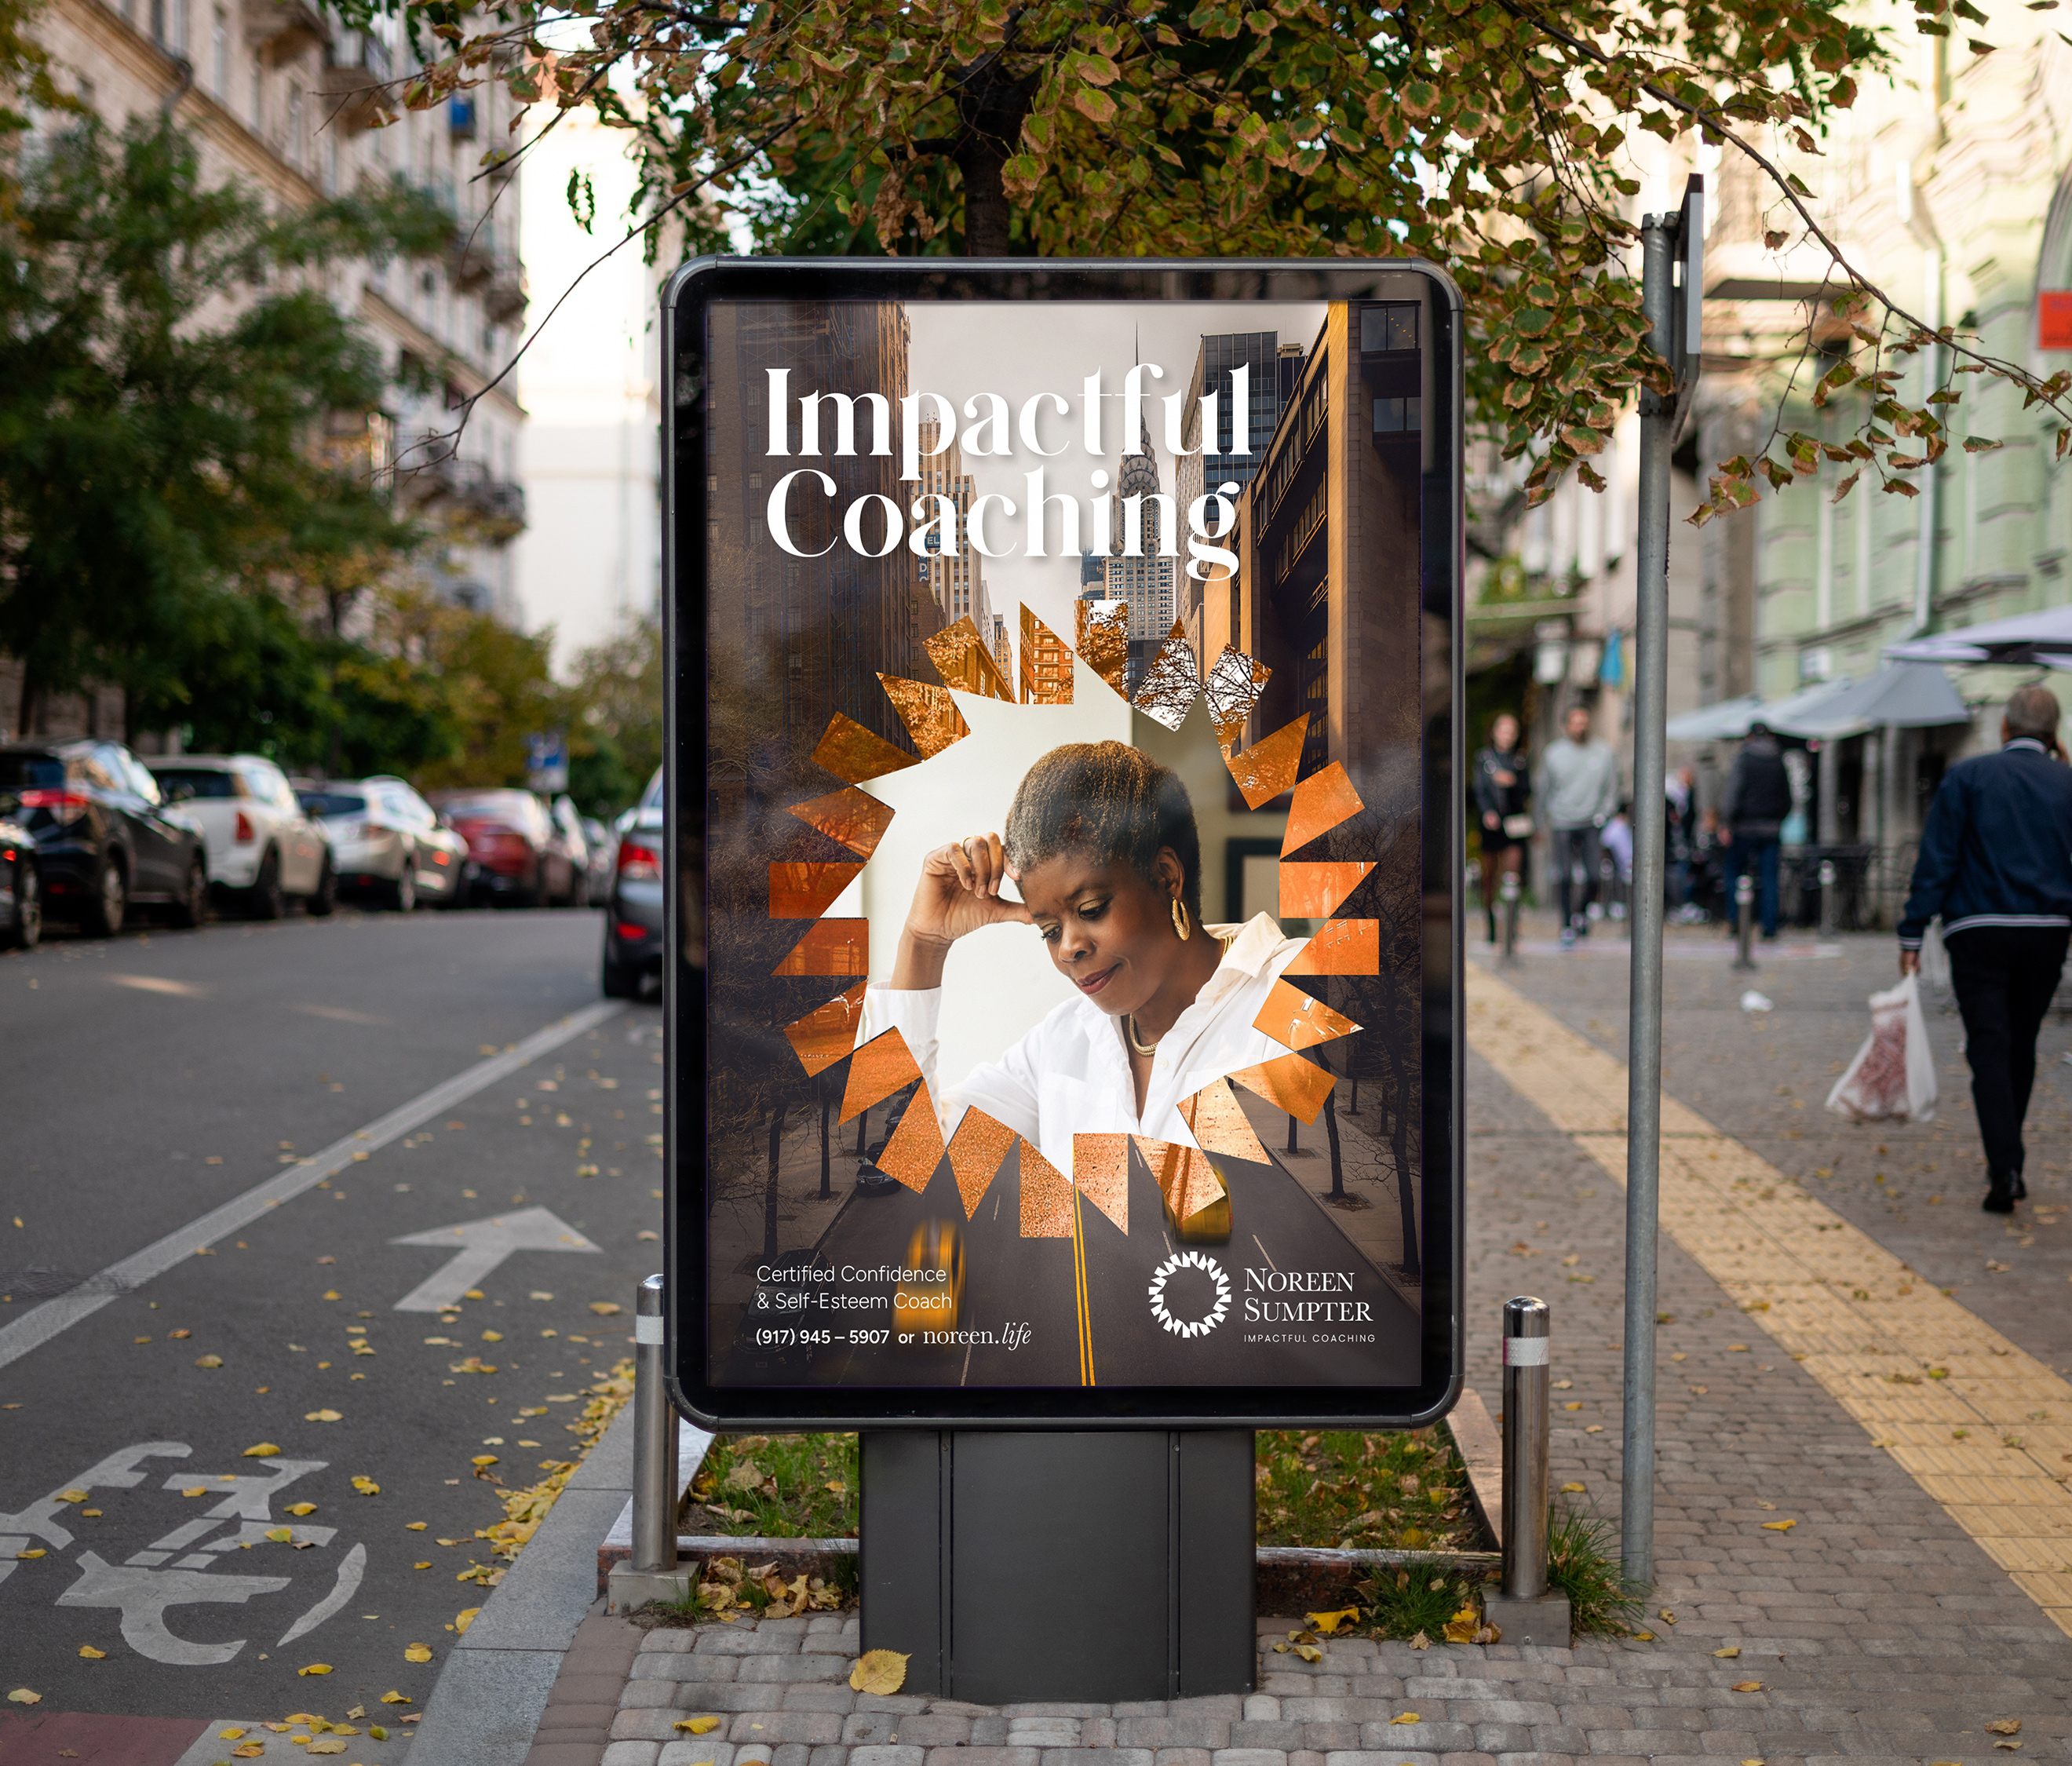 Impactful
Coaching
Certified Confidence
& Self-Esteem Coach
(917) 945 – 5907 or noreen.life
NOREEN
SUMPTER
IMPACTFUL COACHING